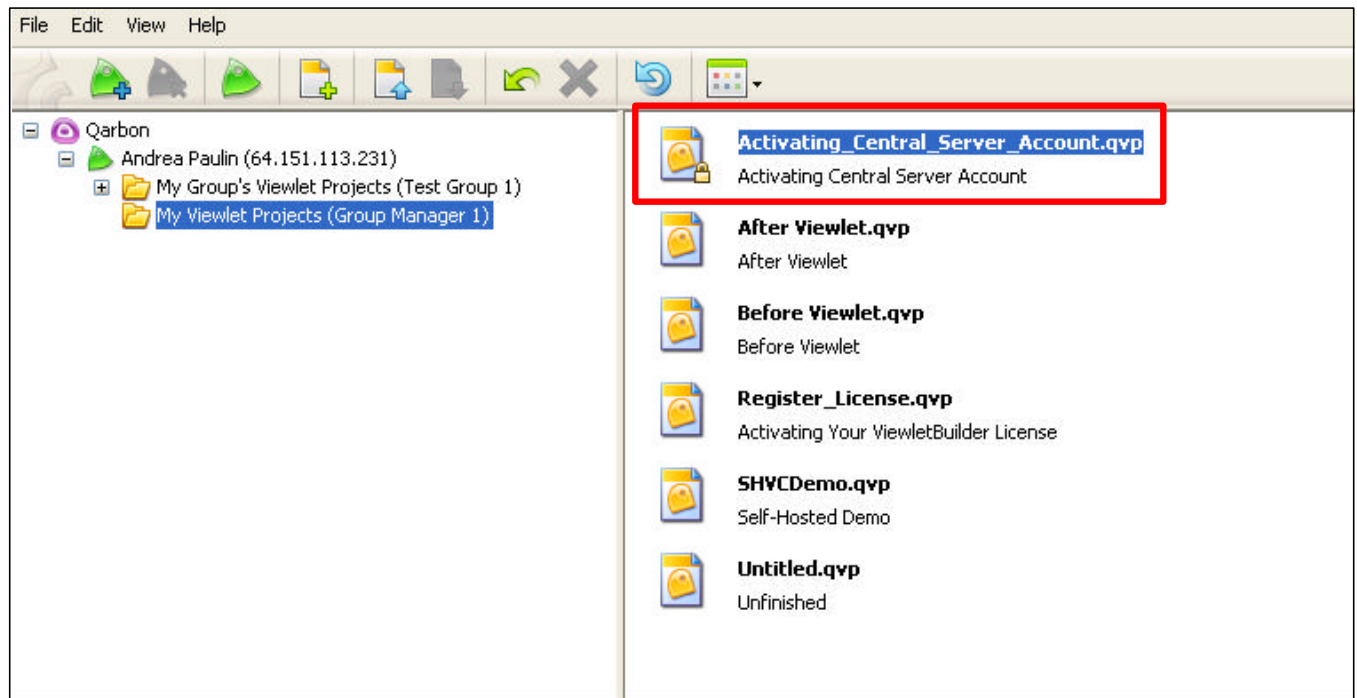 File Edit View Help
Qarbon
Andrea Paulin (64.151.113.231)
My Group's Viewlet Projects (Test Group 1)
My Viewlet Projects (Group Manager 1)
Activating_Central_Server_Account.qvp
Activating Central Server Account
After Viewlet.qvp
After Viewlet
Before Viewlet.qvp
Before Viewlet
Register_License.qvp
Activating Your ViewletBuilder License
SHVCDemo.qvp
Self-Hosted Demo
Untitled.qvp
Unfinished